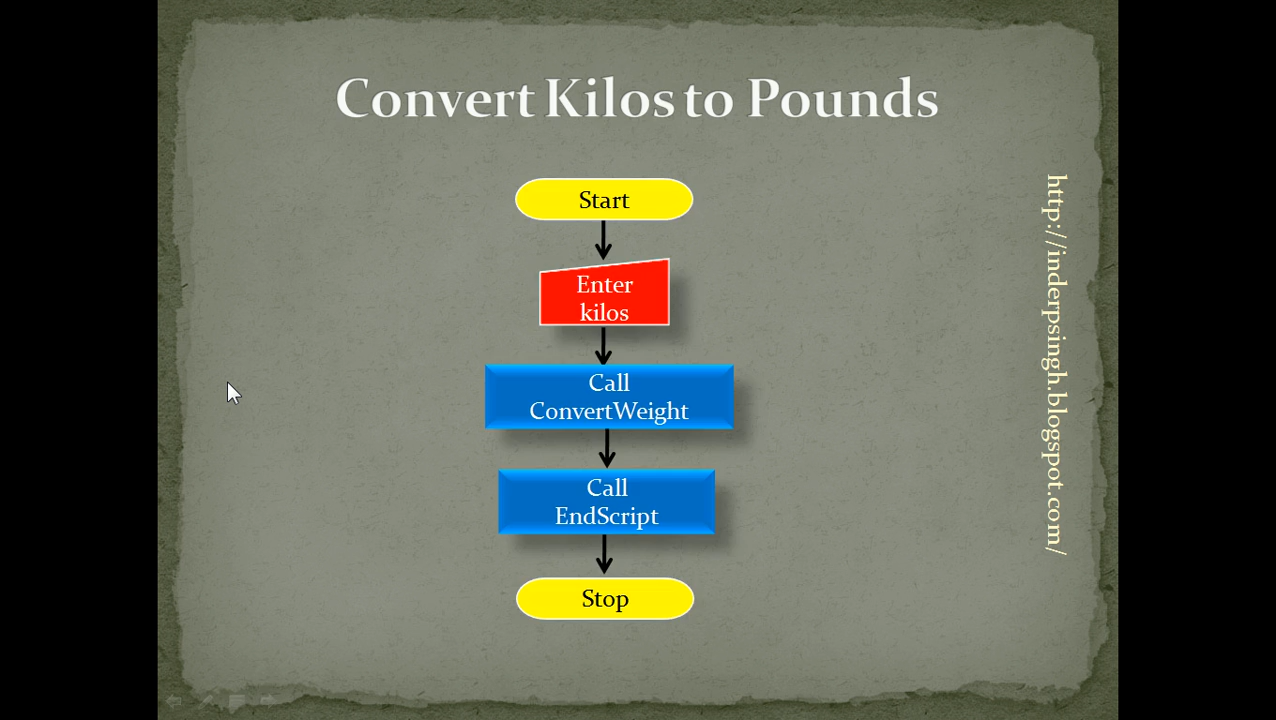 Convert Kilos to Pounds
Start
Enter
kilos
Call
ConvertWeight
Call
EndScript
Stop
http://inderpsingh.blogspot.com/